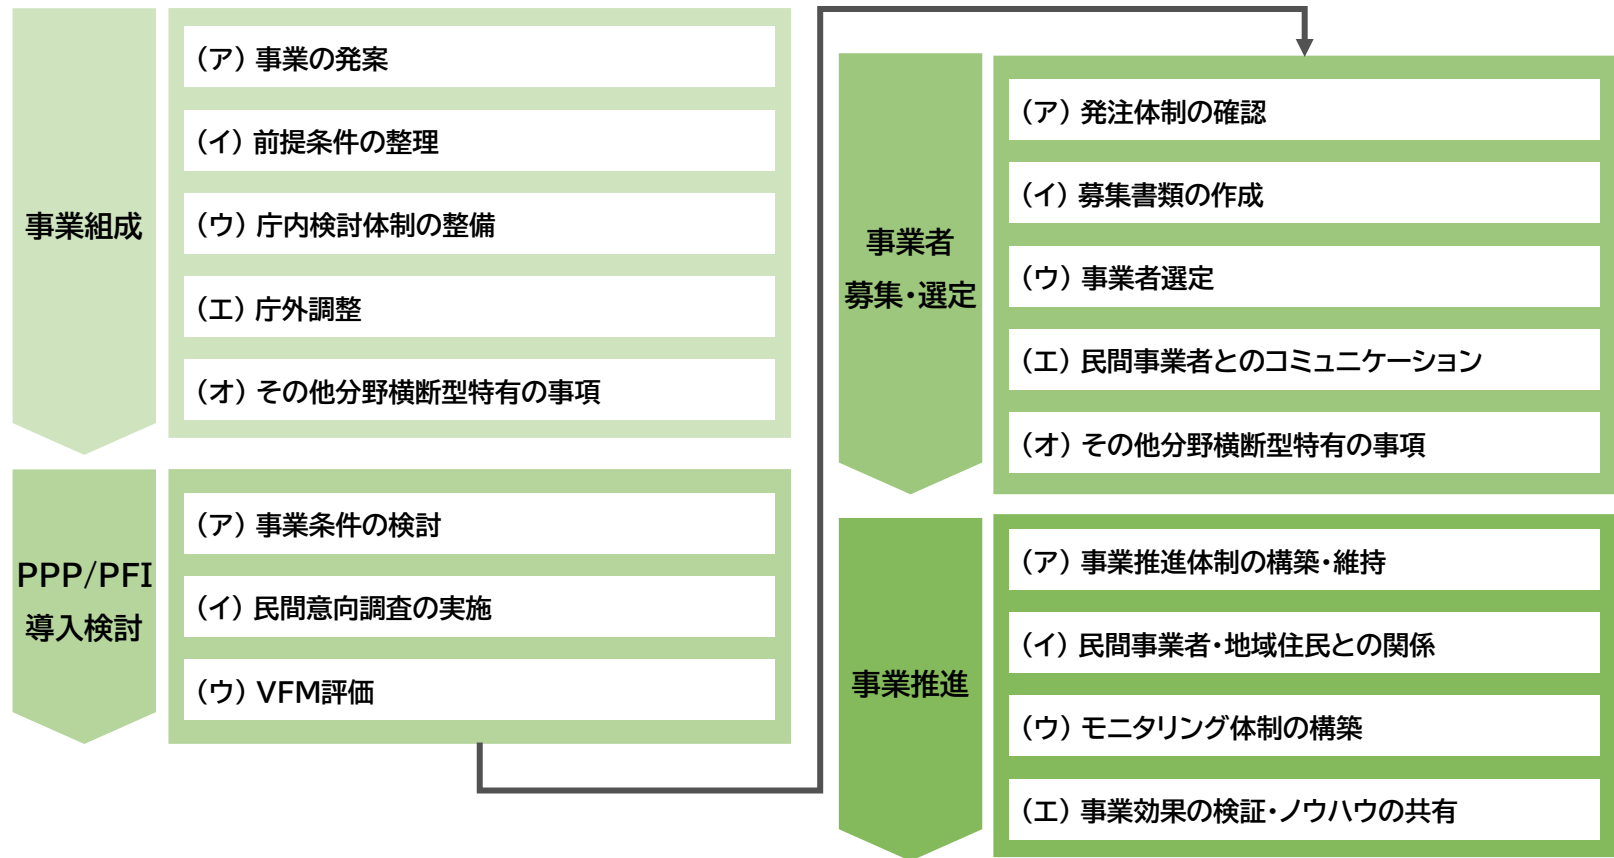 事業組成
(ア) 事業の発案
(イ) 前提条件の整理
(ウ) 庁内検討体制の整備
(エ) 庁外調整
(オ) その他分野横断型特有の事項
PPP/PFI
導入検討
(ア) 事業条件の検討
(イ) 民間意向調査の実施
(ウ) VFM評価
事業者
募集・選定
(ア) 発注体制の確認
(イ) 募集書類の作成
(ウ) 事業者選定
(エ) 民間事業者とのコミュニケーション
(オ) その他分野横断型特有の事項
事業推進
(ア) 事業推進体制の構築・維持
(イ) 民間事業者・地域住民との関係
(ウ) モニタリング体制の構築
(エ) 事業効果の検証・ノウハウの共有